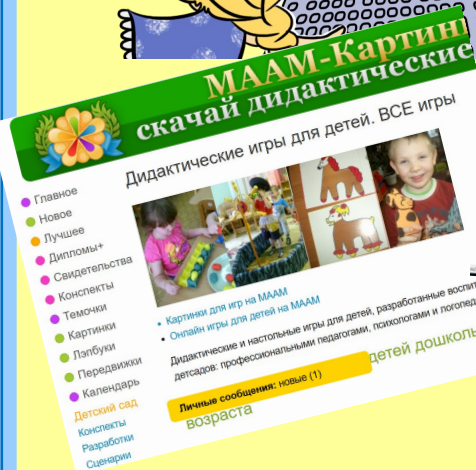 МААМ-Картин
скачай дидактические
Дидактические игры для детей. ВСЕ игры
Главное
Новое
Лучшее
Дипломы+
Свидетельства
Конспекты
Темочки
Картинки
Лэпбуки
Передвижки
Календарь
Детский сад
Конспекты
Разработки
Сценарии
Картинки для игр на МААМ
Онлайн игры для детей на МААМ
Дидактические и настольные игры для детей, разработанные воспит
детсадов: профессиональными педагогами, психологами и логопед
детей дошколь
Личные сообщения: новые (1)
возраста